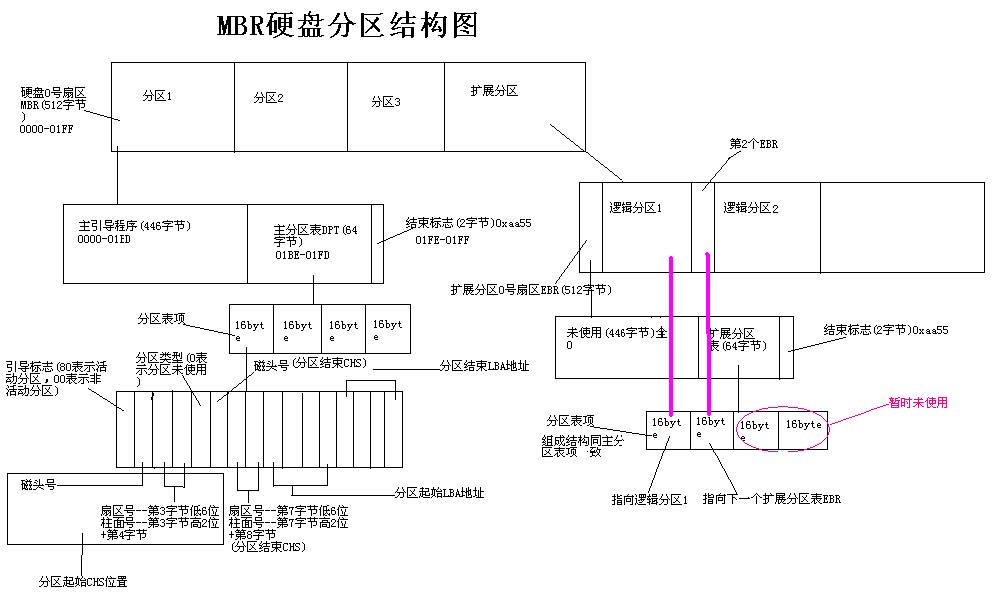 MBR硬盘分区结构图
硬盘0号扇区
MBR(512字节
)
0000-01FF
分区1
分区2
分区3
扩展分区
第2个EBR
逻辑分区1
逻辑分区2
主引导程序(446字节)
0000-01ED
主分区表DPT(64
字节)
01BE-01FD
结束标志(2字节)0xaa55
01FE-01FF
扩展分区0号扇区EBR(512字节)
分区表项
16byt
e
16byt
e
16byt
e
16byt
e
未使用(446字节)全
0
扩展分区
表(64字节)
结束标志(2字节)0xaa55
引导标志(80表示活
动分区，00表示非
活动分区)
分区类型(0表
示分区未使用
)
磁头号
(分区结束CHS)
分区结束LBA地址
分区表项
组成结构同主分
区表项一致
16byt
e
16byt
e
16byt
e
16byte
暂时未使用
磁头号
分区起始LBA地址
指向逻辑分区1
指向下一个扩展分区表EBR
扇区号--第3字节低6位
柱面号--第3字节高2位
+第4字节
扇区号--第7字节低6位
柱面号--第7字节高2位
+第8字节
(分区结束CHS)
分区起始CHS位置